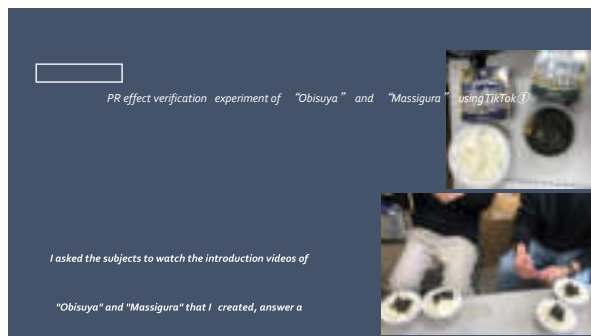 PR effect verification experiment of “Obisuya” and “Massigura” using TikTok①
I asked the subjects to watch the introduction videos of
"Obisuya" and "Massigura" that I created, answer a